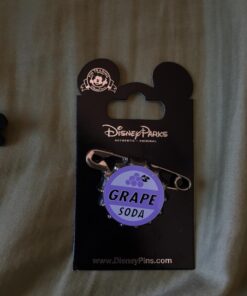 Disney PARKS
AUTHENTIC ORIGINAL
GRAPE
SODA
www.DisneyPins.com